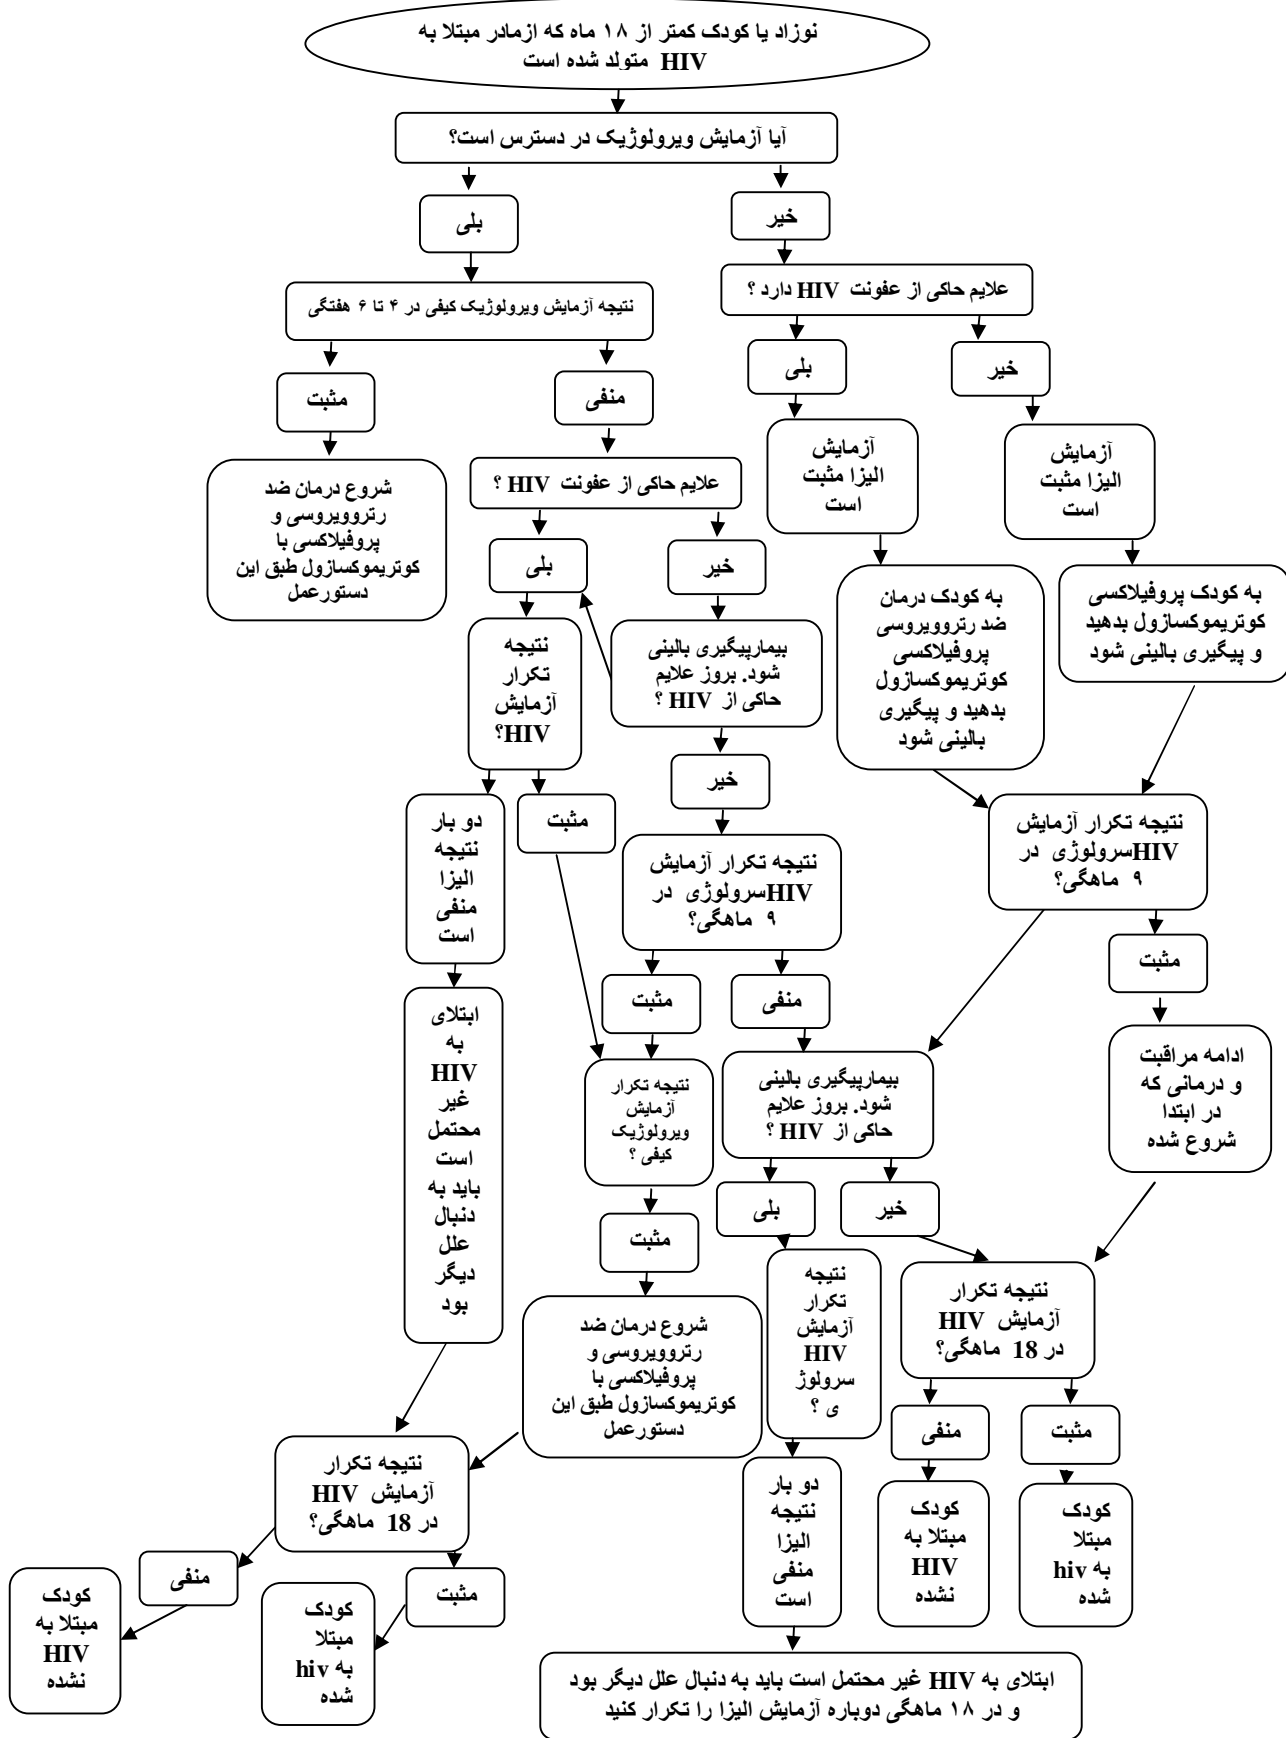 نوزاد یا کودک کمتر از ۱۸ ماه که ازمادر مبتلا به
HIV متولد شده است
آیا آزمایش ویرولوژیک در دسترس است؟
بلی
خیر
نتیجه آزمایش ویرولوژیک کیفی در ۴ تا ۶ هفتگی
علایم حاکی از عفونت HIV دارد ؟
مثبت
منفی
بلی
خیر
شروع درمان ضد
رتروویروسی و
پروفیلاکسی با
کوتریموکسازول طبق این
دستورعمل
علایم حاکی از عفونت HIV ؟
آزمایش
الیزا مثبت
است
آزمایش
الیزا مثبت
است
بلی
خیر
به کودک درمان
ضد رتروویروسی
پروفیلاکسی
کوتریموکسازول
بدهید و پیگیری
بالینی شود
به کودک پروفیلاکسی
کوتریموکسازول بدهید
و پیگیری بالینی شود
نتیجه
تکرار
آزمایش
HIV؟
بیمارپیگیری بالینی
شود. بروز علایم
حاکی از HIV ؟
خیر
دو بار
نتیجه
الیزا
منفی
است
مثبت
نتیجه تکرار آزمایش
HIVسرولوژی در
۹ ماهگی؟
نتیجه تکرار آزمایش
HIVسرولوژی در
۹ ماهگی؟
مثبت
منفی
مثبت
ابتلای
به
HIV
غیر
محتمل
است
باید به
دنبال
علل
دیگر
بود
نتیجه تکرار
آزمایش
ویرولوژیک
کیفی ؟
بیمارپیگیری بالینی
شود. بروز علایم
حاکی از HIV ؟
ادامه مراقبت
و درمانی که
در ابتدا
شروع شده
مثبت
بلی
خیر
شروع درمان ضد
رتروویروسی و
پروفیلاکسی با
کوتریموکسازول طبق این
دستورعمل
نتیجه
تکرار
آزمایش
HIV
سرولوژ
ی ؟
نتیجه تکرار
آزمایش HIV
در 18 ماهگی؟
منفی
مثبت
نتیجه تکرار
آزمایش HIV
در 18 ماهگی؟
دو بار
نتیجه
الیزا
منفی
است
کودک
مبتلا به
HIV
نشده
کودک
مبتلا
به hiv
شده
منفی
مثبت
کودک
مبتلا به
HIV
نشده
کودک
مبتلا
به hiv
شده
ابتلای به HIV غیر محتمل است باید به دنبال علل دیگر بود
و در ۱۸ ماهگی دوباره آزمایش الیزا را تکرار کنید